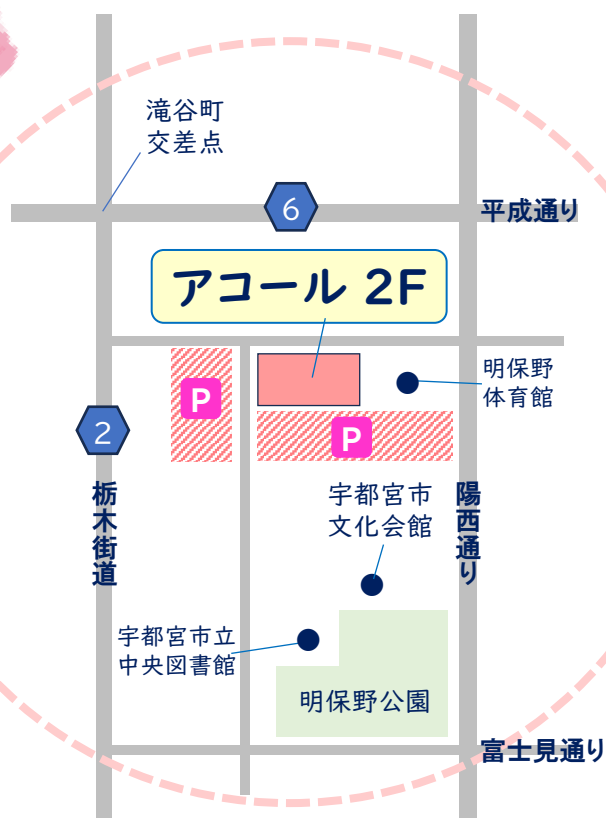 滝谷町
交差点
6
平成通り
アコール 2F
明保野
体育館
P
P
2
栃木街道
宇都宮市
文化会館
陽西通り
宇都宮市立
中央図書館
明保野公園
富士見通り